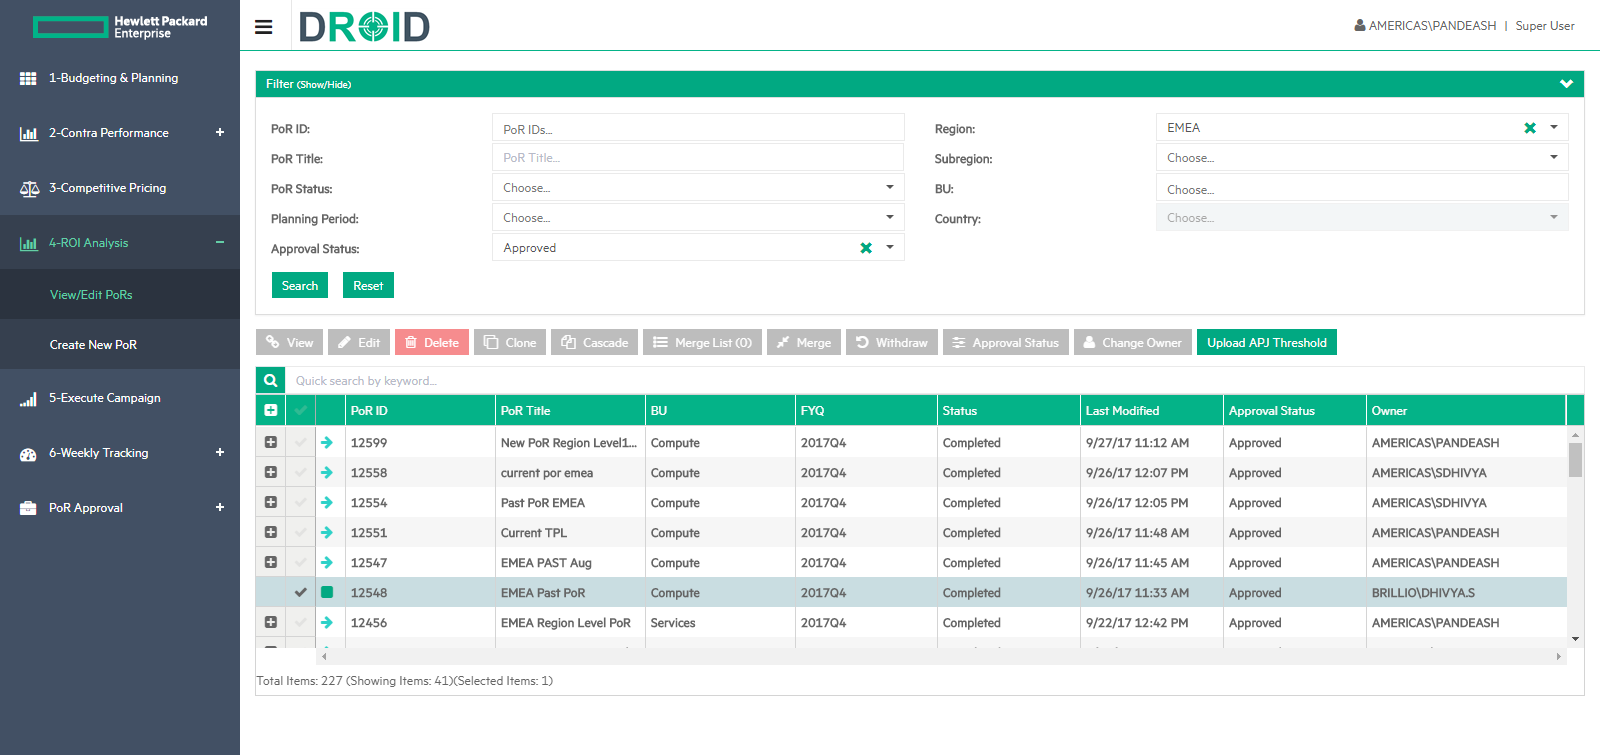 Hewlett Packard
Enterprise
DROID
AMERICAS\PANDEASH | Super User
1-Budgeting & Planning
2-Contra Performance
3-Competitive Pricing
4-ROI Analysis
View/Edit PoRs
Create New PoR
5-Execute Campaign
6-Weekly Tracking
PoR Approval
Filter (Show/Hide)
PoR ID: PoR IDs... Region: EMEA
PoR Title: PoR Title... Subregion: Choose...
PoR Status: Choose... BU: Choose...
Planning Period: Choose... Country: Choose...
Approval Status: Approved
Search Reset
View Edit Delete Clone Cascade Merge List (0) Merge Withdraw Approval Status Change Owner Upload APJ Threshold
Quick search by keyword...
PoR ID PoR Title BU FYQ Status Last Modified Approval Status Owner
12599 New PoR Region Level1... Compute 2017Q4 Completed 9/27/17 11:12 AM Approved AMERICAS\PANDEASH
12558 current por emea Compute 2017Q4 Completed 9/26/17 12:07 PM Approved AMERICAS\SDHIVYA
12554 Past PoR EMEA Compute 2017Q4 Completed 9/26/17 12:05 PM Approved AMERICAS\SDHIVYA
12551 Current TPL Compute 2017Q4 Completed 9/26/17 11:48 AM Approved AMERICAS\PANDEASH
12547 EMEA PAST Aug Compute 2017Q4 Completed 9/26/17 11:45 AM Approved AMERICAS\PANDEASH
12548 EMEA Past PoR Compute 2017Q4 Completed 9/26/17 11:33 AM Approved BRILLIO\DHIVYA.S
12456 EMEA Region Level PoR Services 2017Q4 Completed 9/22/17 12:42 PM Approved AMERICAS\PANDEASH
Total Items: 227 (Showing Items: 41)(Selected Items: 1)